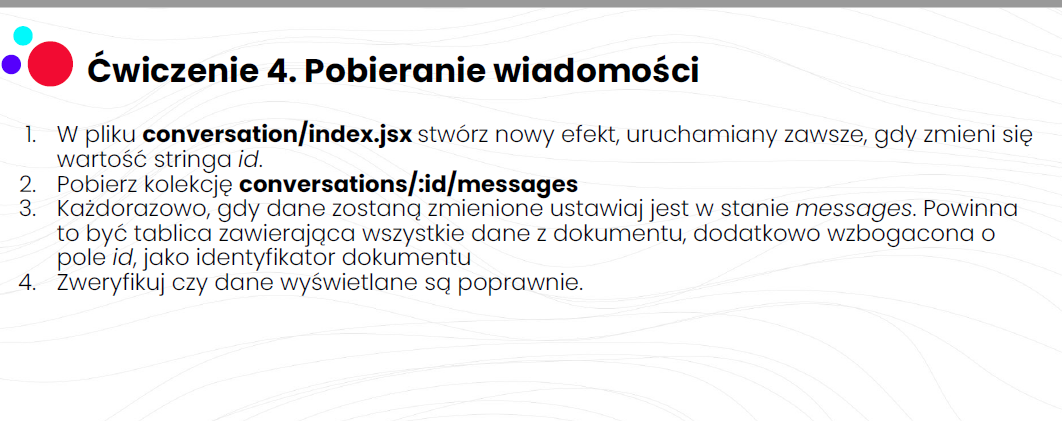 Ćwiczenie 4. Pobieranie wiadomości
1. W pliku conversation/index.jsx stwórz nowy efekt, uruchamiany zawsze, gdy zmieni się
wartość stringa id.
2. Pobierz kolekcję conversations/:id/messages
3. Każdorazowo, gdy dane zostaną zmienione ustawiaj jest w stanie messages. Powinna
to być tablica zawierająca wszystkie dane z dokumentu, dodatkowo wzbogacona o
pole id, jako identyfikator dokumentu
4. Zweryfikuj czy dane wyświetlane są poprawnie.